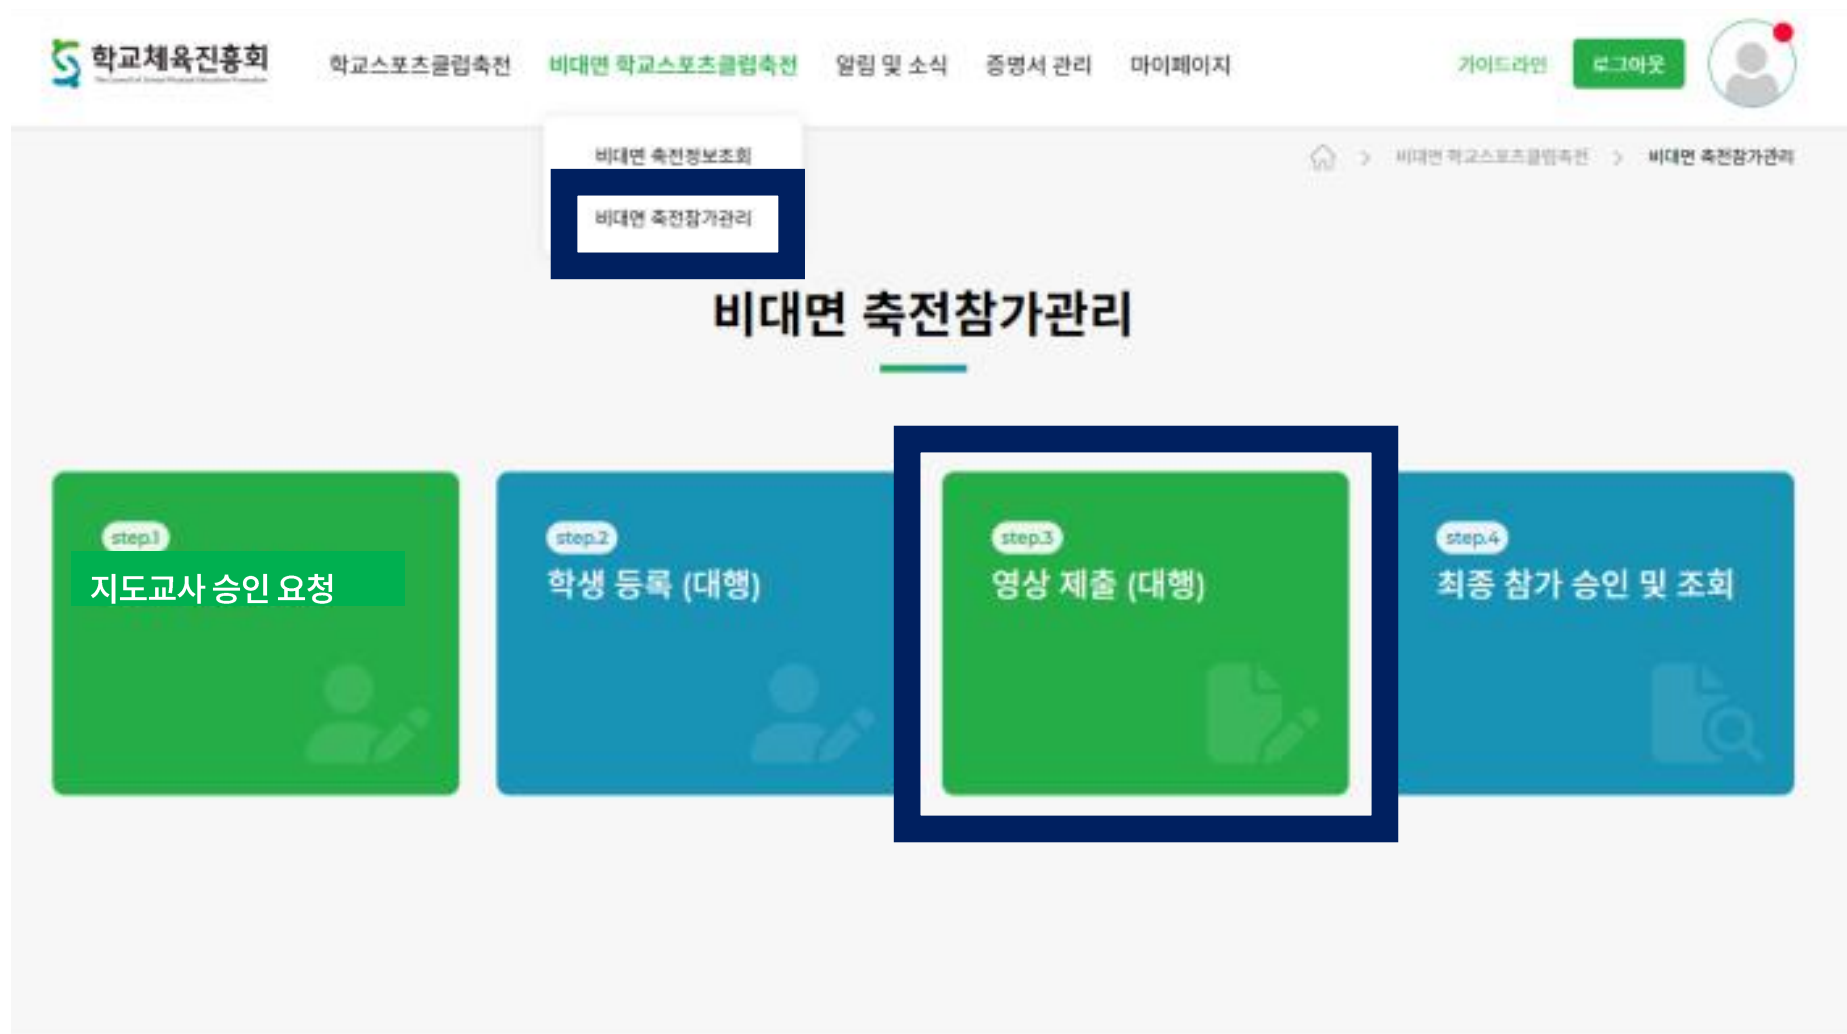 학교체육진흥회
학교스포츠클럽축전 비대면 학교스포츠클럽축전 알림 및 소식 증명서 관리 마이페이지 가이드라인 로그아웃
비대면 축전정보조회
비대면 학교스포츠클럽축전 > 비대면 축전참가관리
비대면 축전참가관리
비대면 축전참가관리
step.1
지도교사 승인 요청
step.2
학생 등록 (대행)
step.3
영상 제출 (대행)
step.4
최종 참가 승인 및 조회